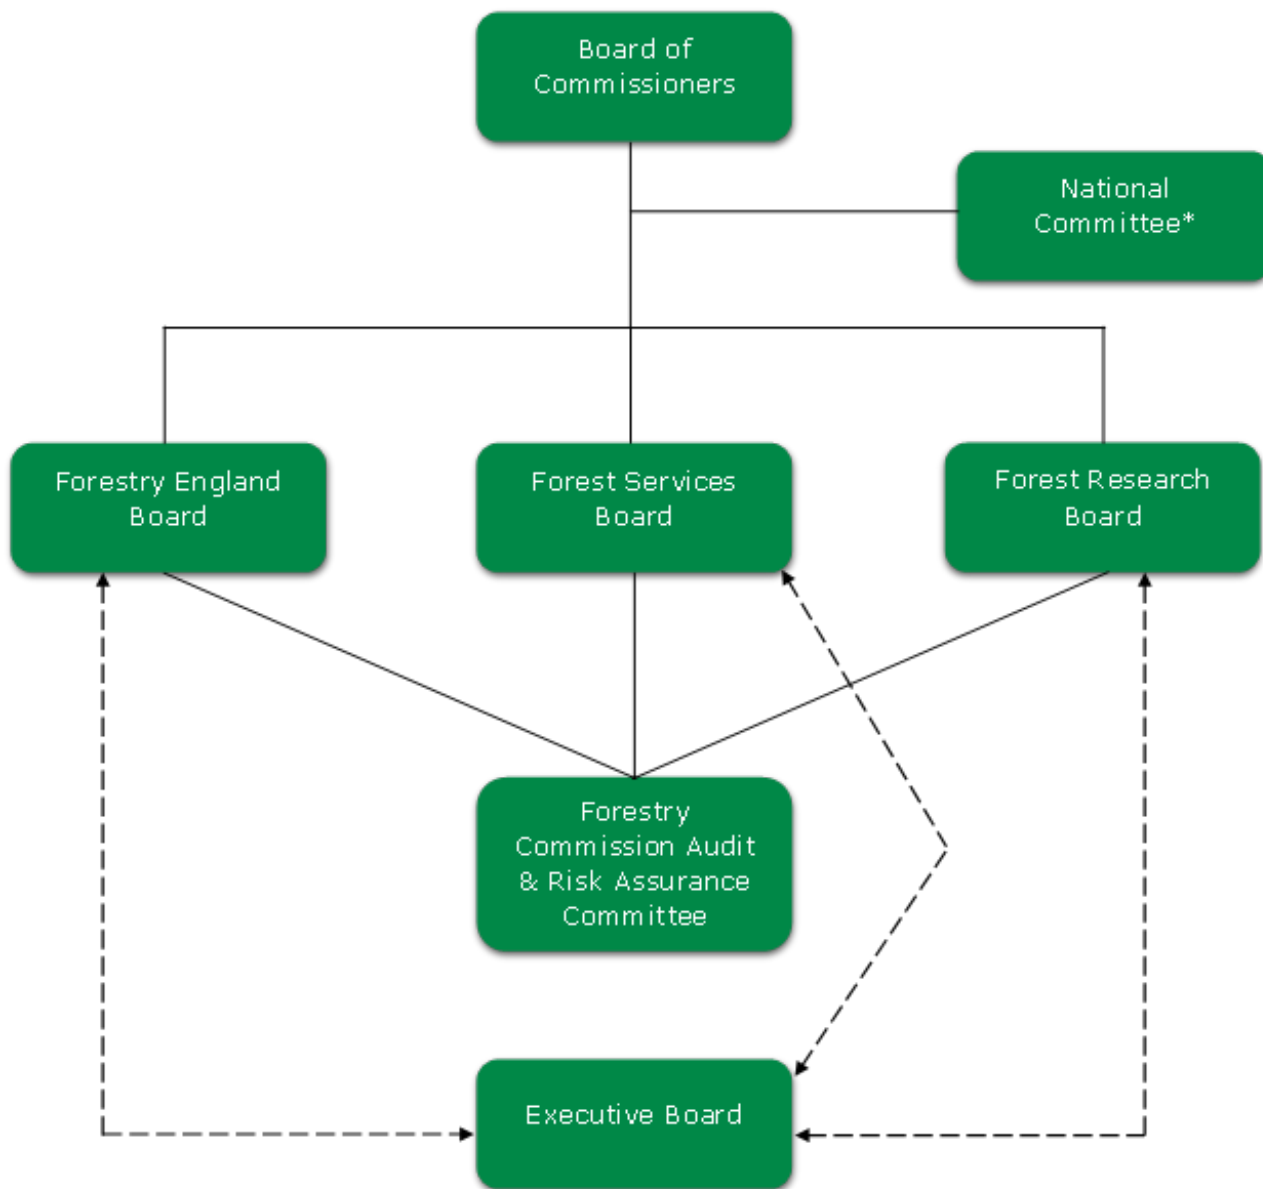 Board of
Commissioners
National
Committee*
Forestry England
Board
Forest Services
Board
Forest Research
Board
Forestry
Commission Audit
& Risk Assurance
Committee
Executive Board